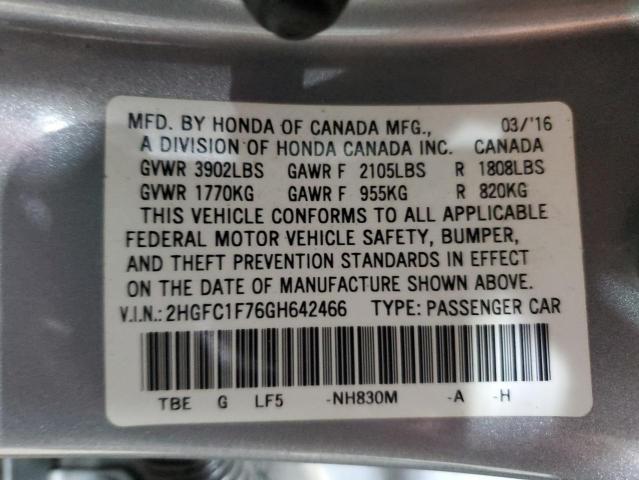 MFD. BY HONDA OF CANADA MFG., 03/'16
A DIVISION OF HONDA CANADA INC. CANADA
GVWR 3902LBS GAWR F 2105LBS R 1808LBS
GVWR 1770KG GAWR F 955KG R 820KG
THIS VEHICLE CONFORMS TO ALL APPLICABLE
FEDERAL MOTOR VEHICLE SAFETY, BUMPER,
AND THEFT PREVENTION STANDARDS IN EFFECT
ON THE DATE OF MANUFACTURE SHOWN ABOVE.
V.I.N.: 2HGFC1F76GH642466 TYPE: PASSENGER CAR
TBE G LF5 -NH830M -A -H